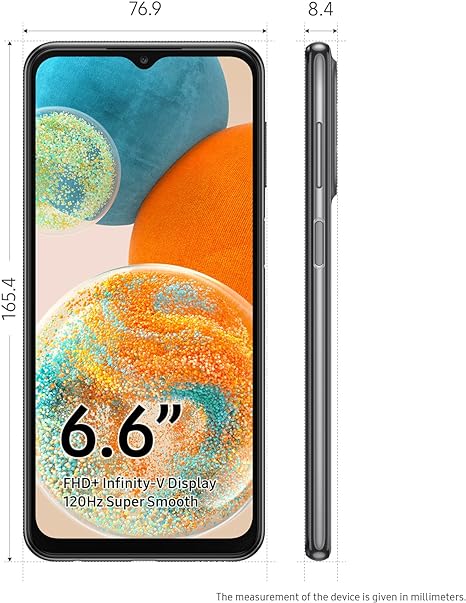 76.9
8.4
165.4
6.6”
FHD+ Infinity-V Display
120Hz Super Smooth
The measurement of the device is given in millimeters.